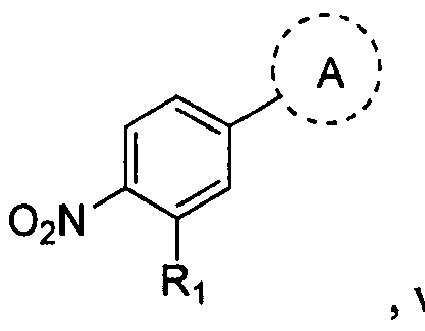 A
O₂N
R₁
,